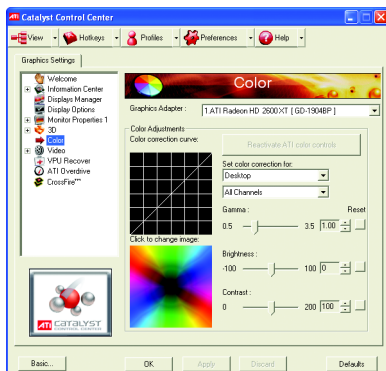 ATI Catalyst Control Center
View Hotkeys Profiles Preferences Help
Graphics Settings
Welcome
Information Center
Displays Manager
Display Options
Monitor Properties 1
3D
Color
Video
VPU Recover
ATI Overdrive
CrossFire™
ATI CATALYST
CONTROL CENTER
Color
Graphics Adapter : 1.ATI Radeon HD 2600 XT [ GD-1904BP ]
Color Adjustments
Color correction curve:
Click to change image:
Reactivate ATI color controls
Set color correction for:
Desktop
All Channels
Gamma : Reset
0.5 3.5 1.00
Brightness :
-100 100 0
Contrast :
0 200 100
Basic... OK Apply Discard Defaults